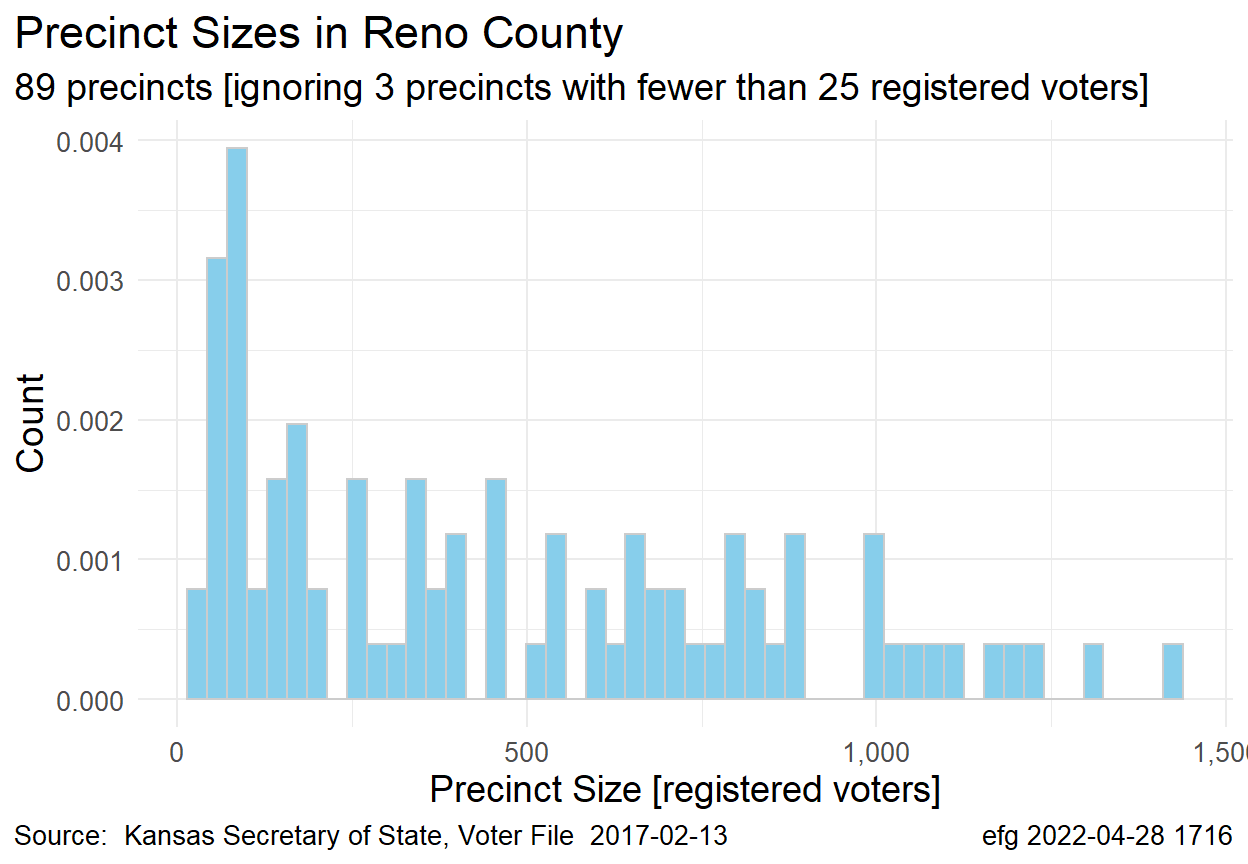 Precinct Sizes in Reno County
89 precincts [ignoring 3 precincts with fewer than 25 registered voters]
0.004
0.003
0.002
0.001
0.000
Count
0 500 1,000 1,500
Precinct Size [registered voters]
Source:  Kansas Secretary of State, Voter File  2017-02-13 efg 2022-04-28 1716